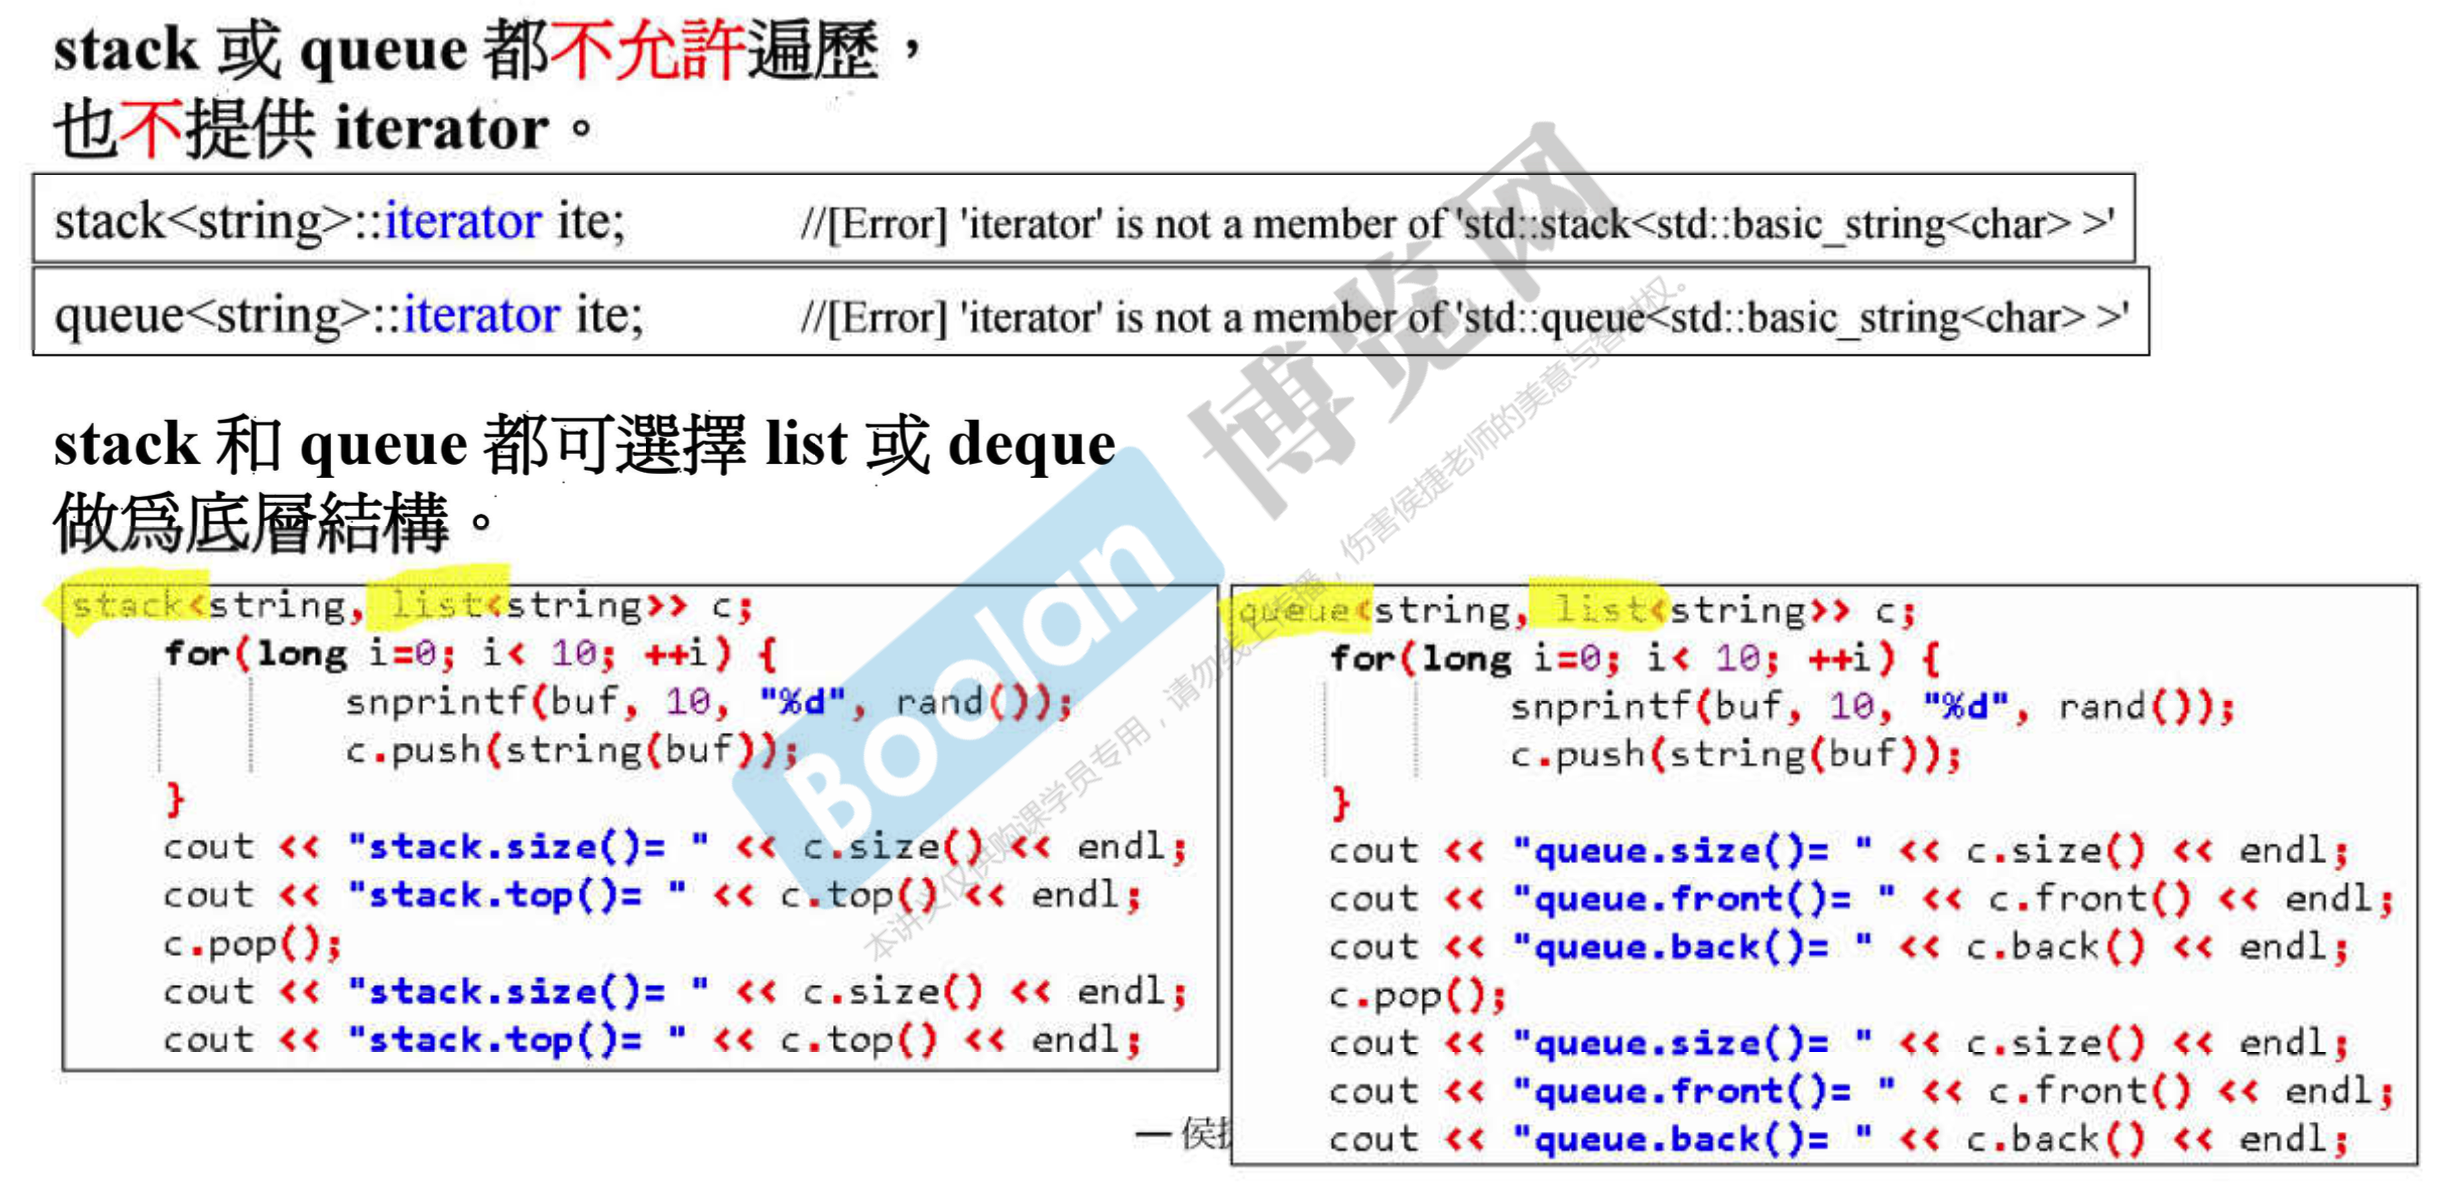 stack 或 queue 都不允許遍歷，
也不提供 iterator。
stack<string>::iterator ite; //[Error] 'iterator' is not a member of 'std::stack<std::basic_string<char> >'
queue<string>::iterator ite; //[Error] 'iterator' is not a member of 'std::queue<std::basic_string<char> >'
stack 和 queue 都可選擇 list 或 deque
做爲底層結構。
stack<string, list<string>> c;
for(long i=0; i< 10; ++i) {
snprintf(buf, 10, "%d", rand());
c.push(string(buf));
}
cout << "stack.size()= " << c.size() << endl;
cout << "stack.top()= " << c.top() << endl;
c.pop();
cout << "stack.size()= " << c.size() << endl;
cout << "stack.top()= " << c.top() << endl;
queue<string, list<string>> c;
for(long i=0; i< 10; ++i) {
snprintf(buf, 10, "%d", rand());
c.push(string(buf));
}
cout << "queue.size()= " << c.size() << endl;
cout << "queue.front()= " << c.front() << endl;
cout << "queue.back()= " << c.back() << endl;
c.pop();
cout << "queue.size()= " << c.size() << endl;
cout << "queue.front()= " << c.front() << endl;
cout << "queue.back()= " << c.back() << endl;
— 侯捷
Boolan 博览网
本讲义仅供购课学员专用，请勿线上传播，伤害侯捷老师的美意与智财权。